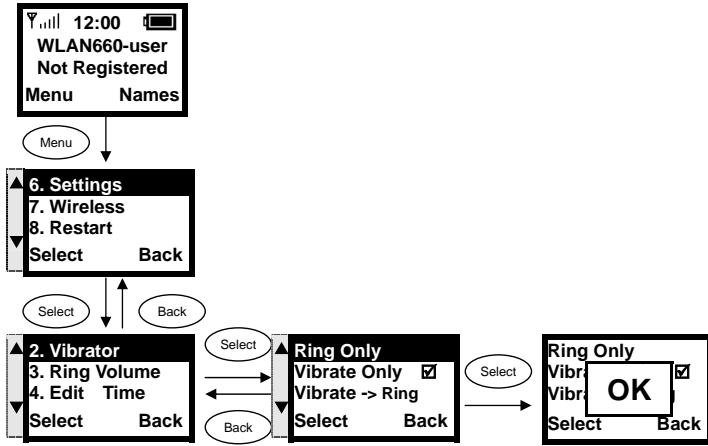 12:00
WLAN660-user
Not Registered
Menu Names
Menu
6. Settings
7. Wireless
8. Restart
Select Back
Select
Back
2. Vibrator
3. Ring Volume
4. Edit Time
Select Back
Select
Back
Ring Only
Vibrate Only
Vibrate -> Ring
Select Back
Select
Ring Only
OK
Select Back